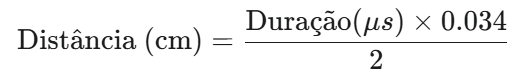 Distância (cm) = Duração(μs) × 0.034 / 2